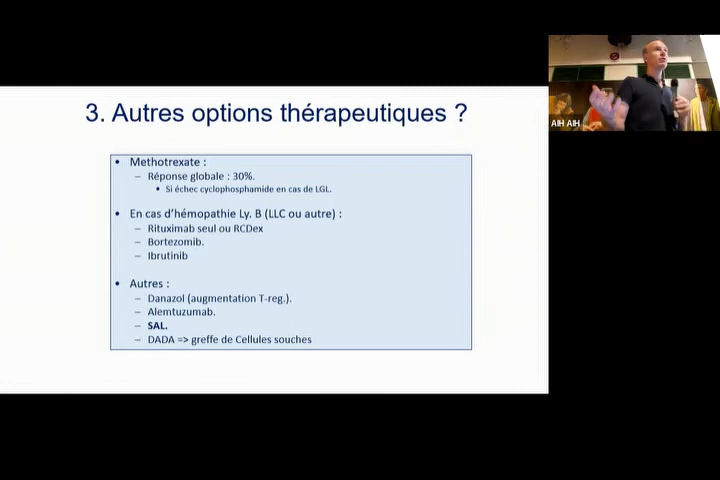 3. Autres options thérapeutiques ?
• Methotrexate :
– Réponse globale : 30%.
• Si échec cyclophosphamide en cas de LGL.
• En cas d'hémopathie Ly. B (LLC ou autre) :
– Rituximab seul ou RCDex
– Bortezomib.
– Ibrutinib
• Autres :
– Danazol (augmentation T-reg.).
– Alemtuzumab.
– SAL.
– DADA => greffe de Cellules souches
AIH AIH